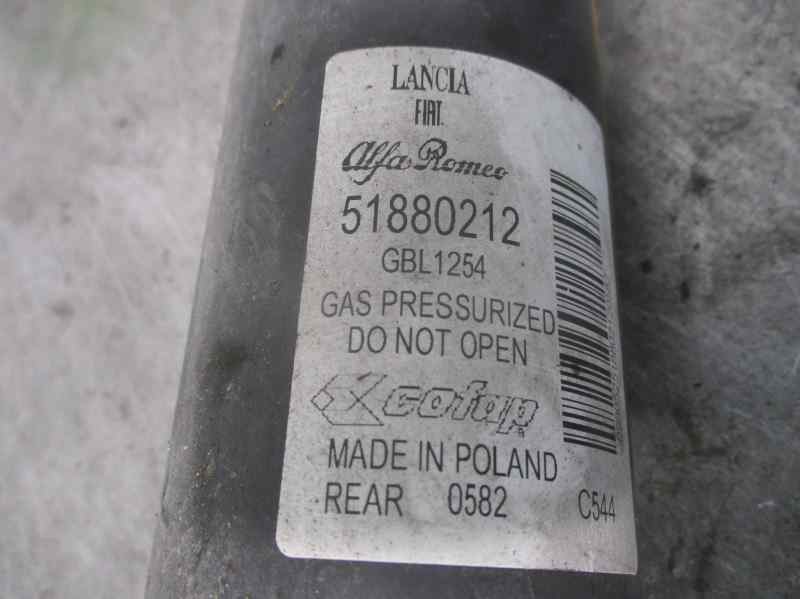 LANCIA
FIAT
Alfa Romeo
51880212
GBL1254
GAS PRESSURIZED
DO NOT OPEN
cofap
MADE IN POLAND
REAR 0582 C544